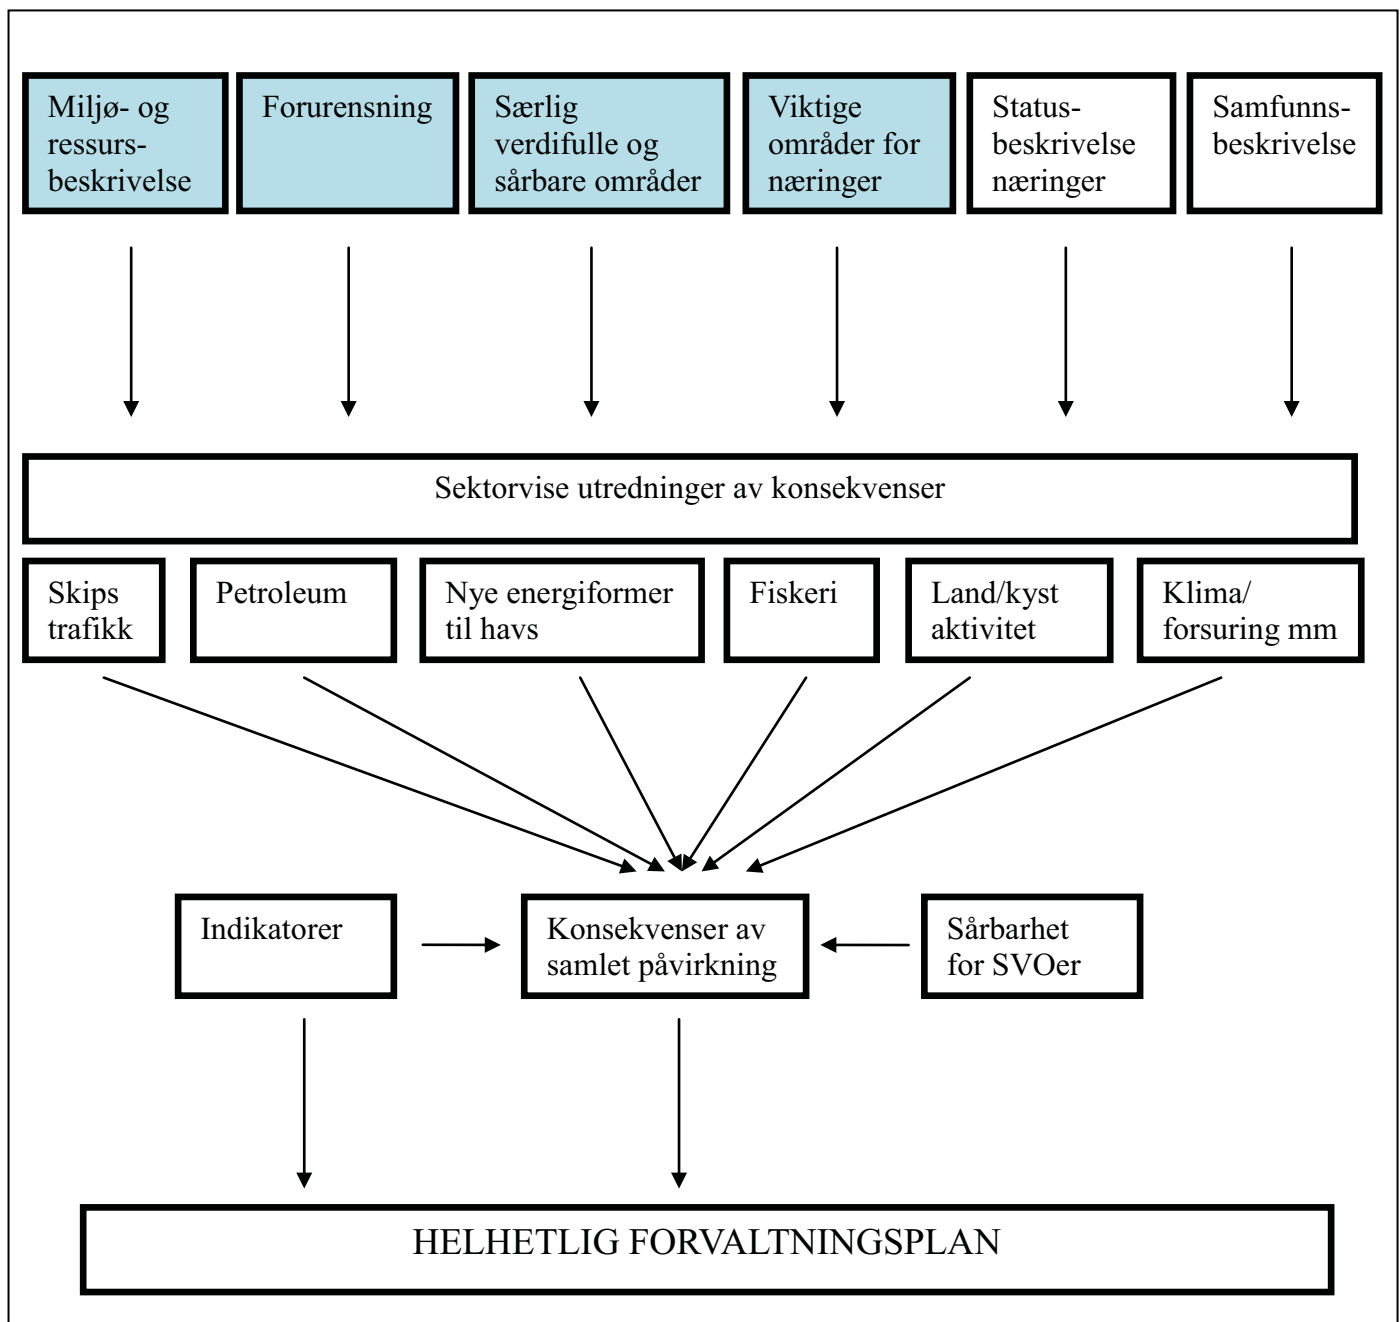 Miljø- og
ressurs-
beskrivelse
Forurensning
Særlig
verdifulle og
sårbare områder
Viktige
områder for
næringer
Status-
beskrivelse
næringer
Samfunns-
beskrivelse
Sektorvise utredninger av konsekvenser
Skips
trafikk
Petroleum
Nye energiformer
til havs
Fiskeri
Land/kyst
aktivitet
Klima/
forsuring mm
Indikatorer
Konsekvenser av
samlet påvirkning
Sårbarhet
for SVOer
HELHETLIG FORVALTNINGSPLAN